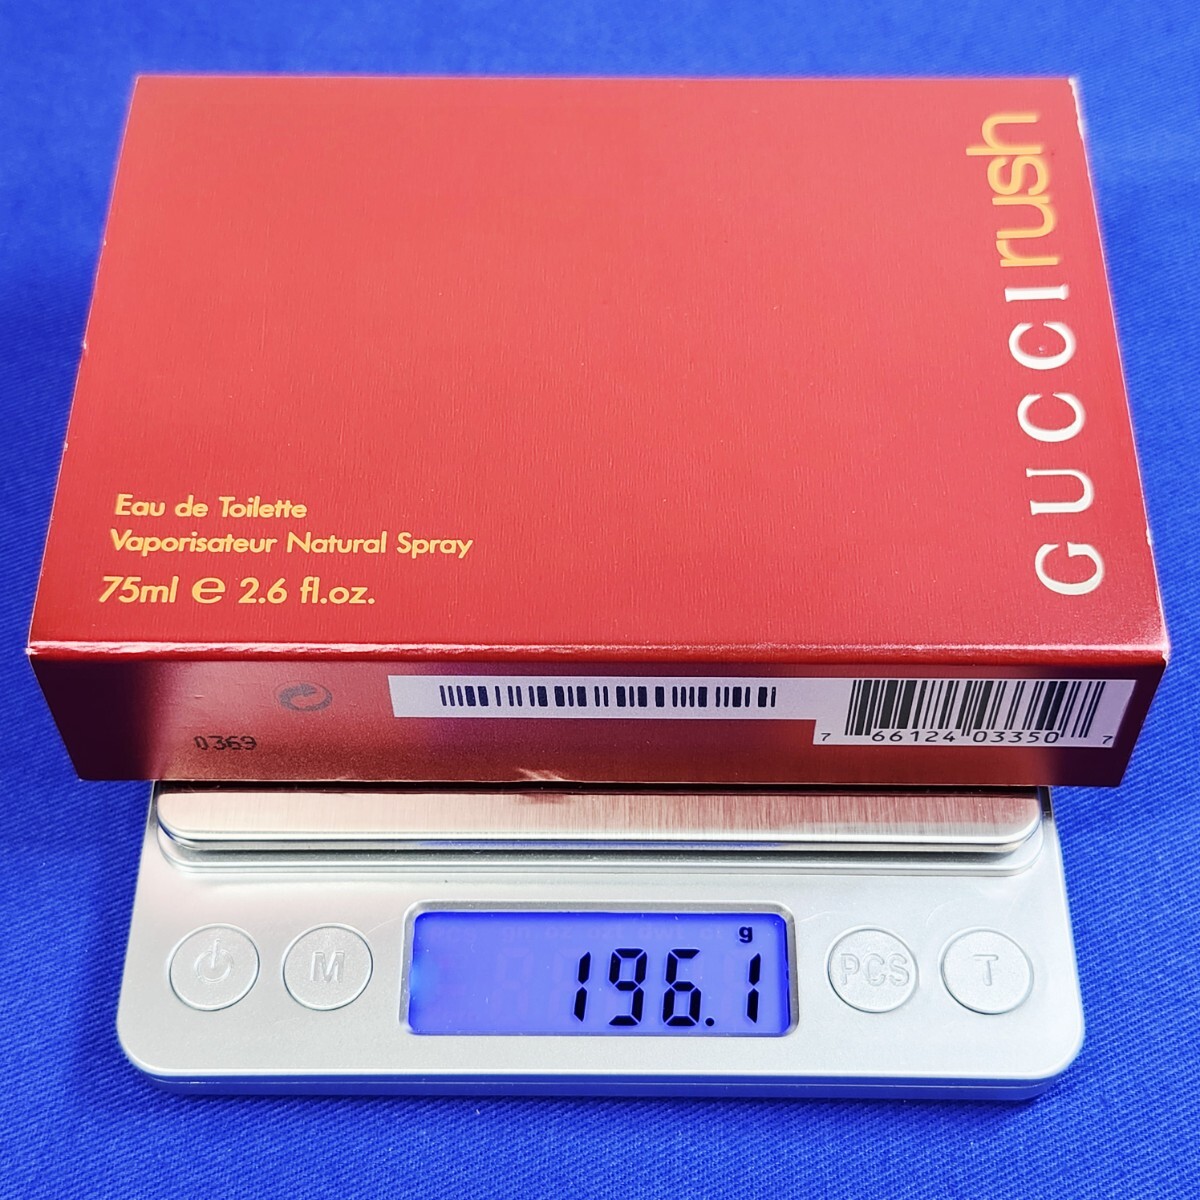 GUCCI rush
Eau de Toilette
Vaporisateur Natural Spray
75ml ℮ 2.6 fl.oz.
0369
7 66124 03350 7
g
196.1
M
PCS
T